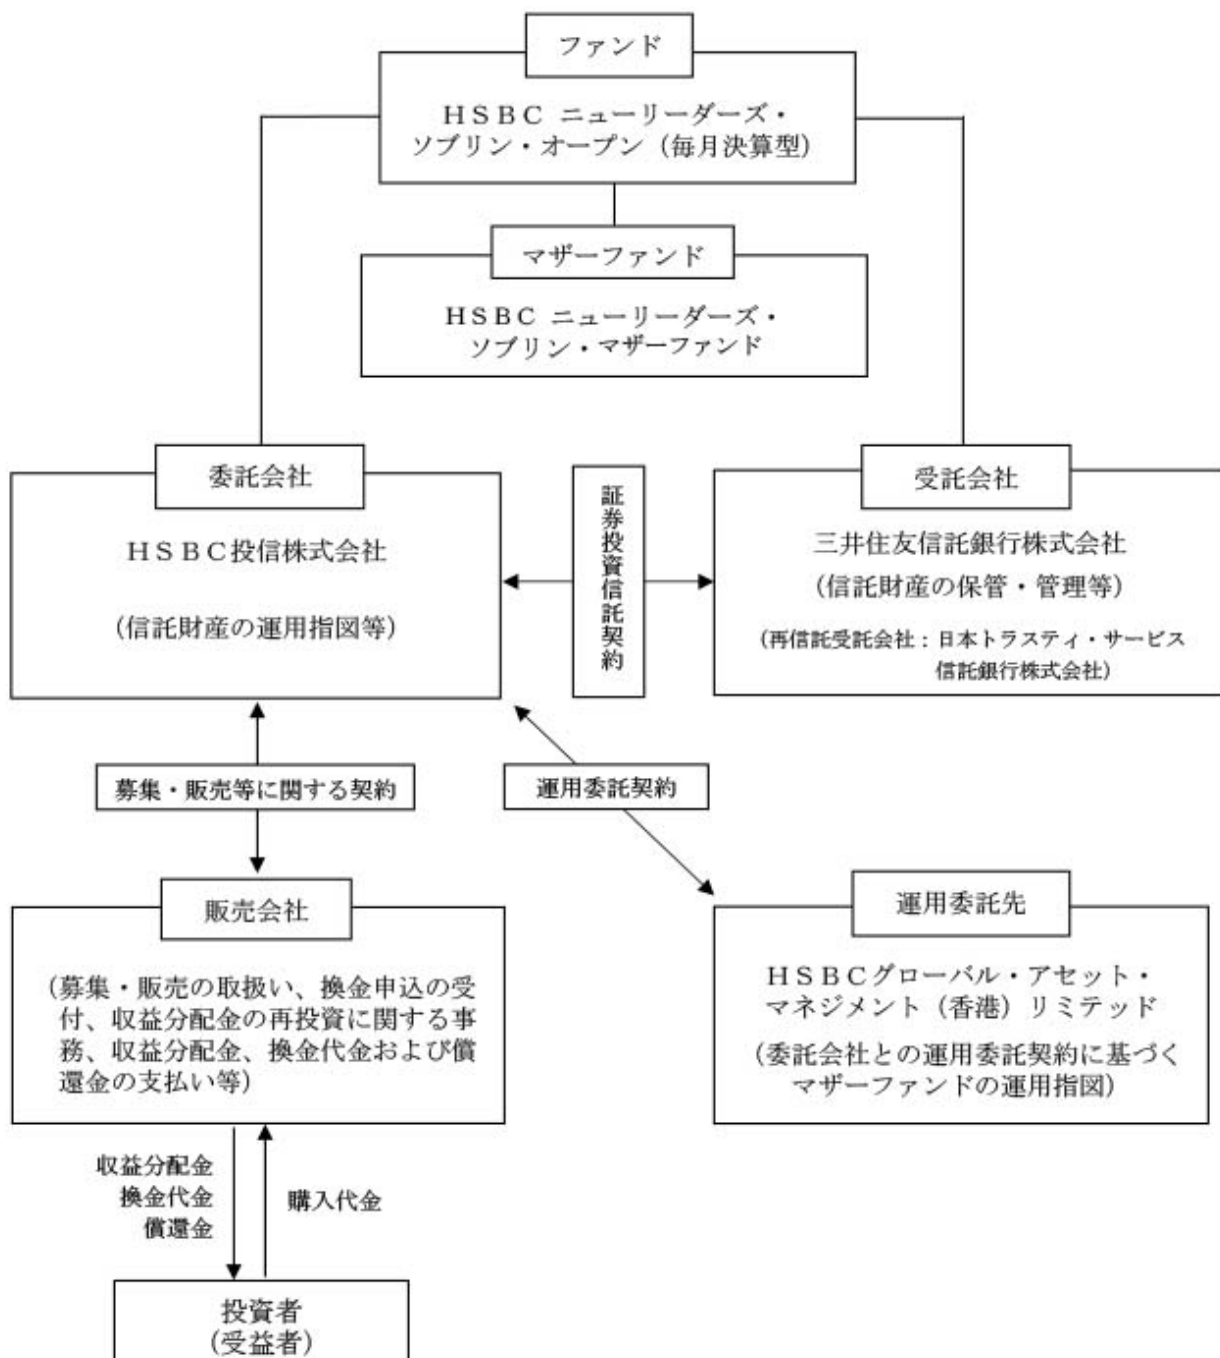 ファンド
HSBC ニューリーダーズ・
ソブリン・オープン（毎月決算型）
マザーファンド
HSBC ニューリーダーズ・
ソブリン・マザーファンド
委託会社
HSBC投信株式会社
（信託財産の運用指図等）
証券投資信託契約
受託会社
三井住友信託銀行株式会社
（信託財産の保管・管理等）
（再信託受託会社：日本トラスティ・サービス
信託銀行株式会社）
募集・販売等に関する契約
運用委託契約
販売会社
（募集・販売の取扱い、換金申込の受
付、収益分配金の再投資に関する事
務、収益分配金、換金代金および償
還金の支払い等）
運用委託先
HSBCグローバル・アセット・
マネジメント（香港）リミテッド
（委託会社との運用委託契約に基づく
マザーファンドの運用指図）
収益分配金
換金代金
償還金
購入代金
投資者
（受益者）